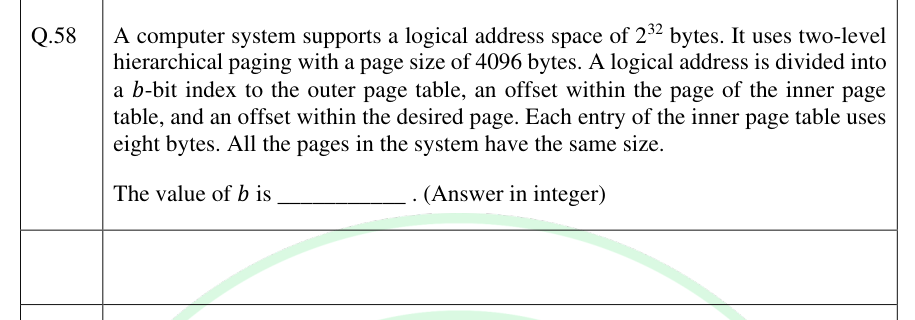 Q.58
A computer system supports a logical address space of 2³² bytes. It uses two-level
hierarchical paging with a page size of 4096 bytes. A logical address is divided into
a b-bit index to the outer page table, an offset within the page of the inner page
table, and an offset within the desired page. Each entry of the inner page table uses
eight bytes. All the pages in the system have the same size.
The value of b is ___________ . (Answer in integer)